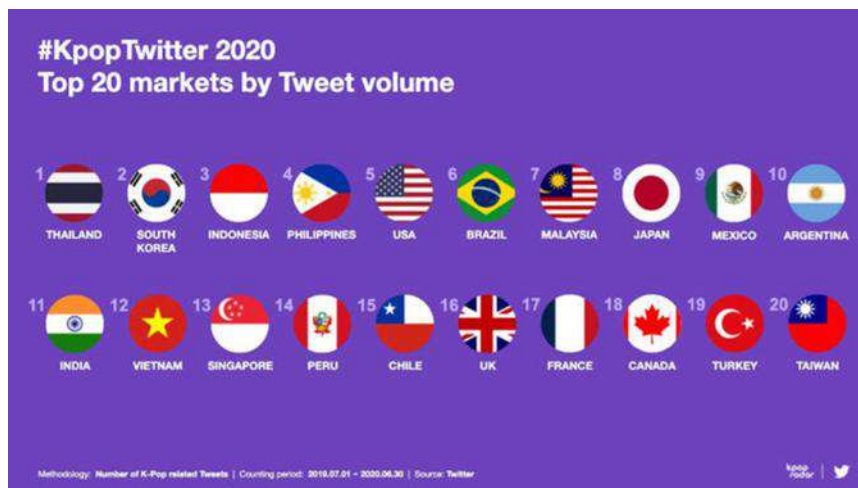 #KpopTwitter 2020
Top 20 markets by Tweet volume
1 2 3 4 5 6 7 8 9 10
THAILAND SOUTH KOREA INDONESIA PHILIPPINES USA BRAZIL MALAYSIA JAPAN MEXICO ARGENTINA
11 12 13 14 15 16 17 18 19 20
INDIA VIETNAM SINGAPORE PERU CHILE UK FRANCE CANADA TURKEY TAIWAN
Methodology: Number of K-Pop related Tweets | Counting period: 2019.07.01 – 2020.06.30 | Source: Twitter
kpop
radar